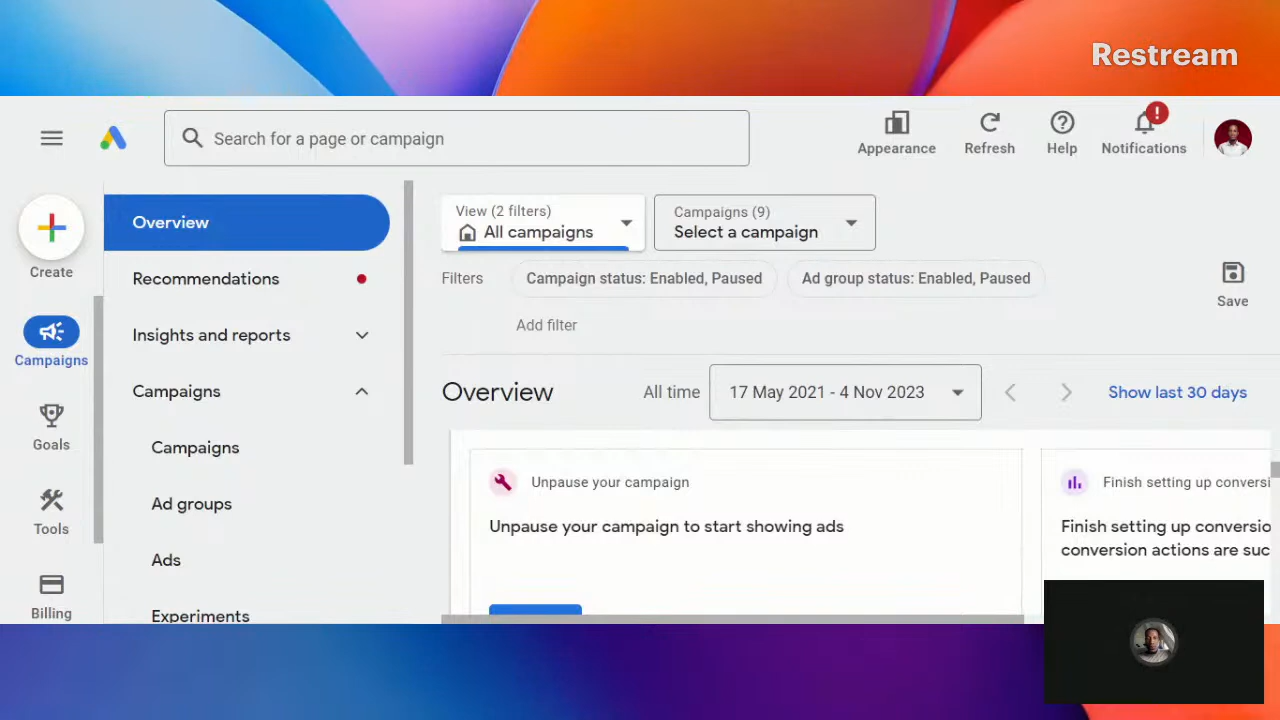 Restream
Search for a page or campaign
Appearance
Refresh
Help
Notifications
!
Create
Campaigns
Goals
Tools
Billing
Overview
Recommendations
Insights and reports
Campaigns
Campaigns
Ad groups
Ads
Experiments
View (2 filters)
All campaigns
Campaigns (9)
Select a campaign
Filters
Campaign status: Enabled, Paused
Ad group status: Enabled, Paused
Add filter
Save
Overview
All time
17 May 2021 - 4 Nov 2023
Show last 30 days
Unpause your campaign
Unpause your campaign to start showing ads
Finish setting up conversi
Finish setting up conversio
conversion actions are suc